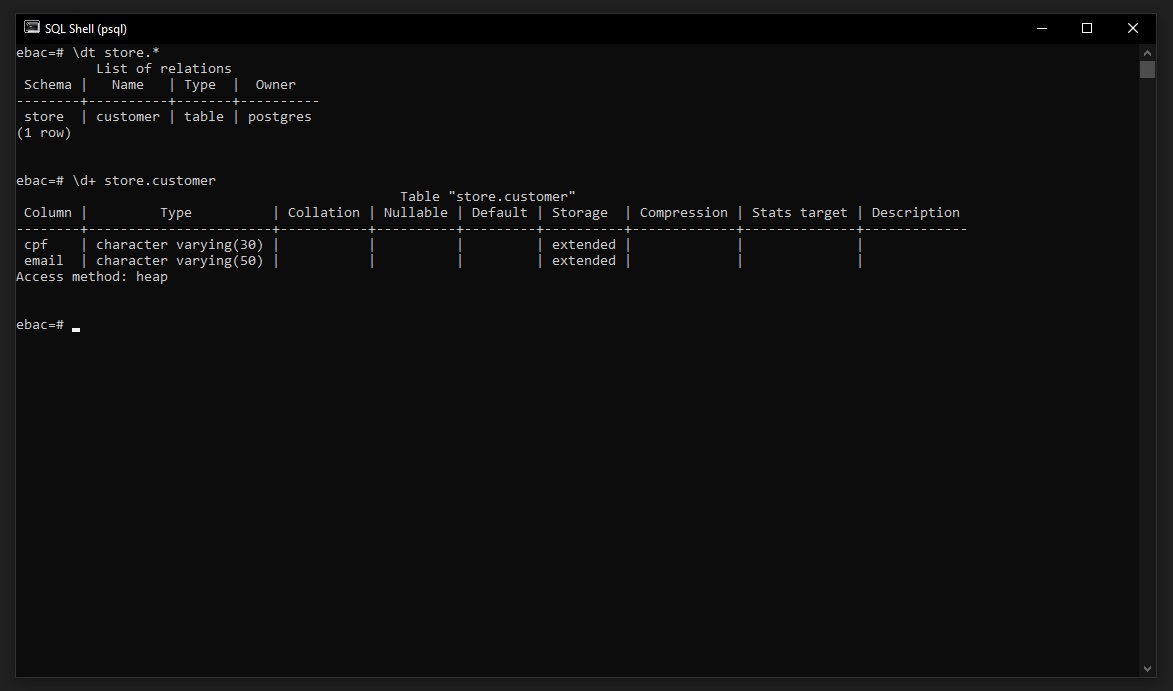 SQL Shell (psql)
ebac=# \dt store.*
          List of relations
 Schema |   Name   | Type  |  Owner
--------+----------+-------+----------
 store  | customer | table | postgres
(1 row)
ebac=# \d+ store.customer
                                                Table "store.customer"
 Column |         Type          | Collation | Nullable | Default | Storage  | Compression | Stats target | Description
--------+-----------------------+-----------+----------+---------+----------+-------------+--------------+-------------
 cpf    | character varying(30) |           |          |         | extended |             |              |
 email  | character varying(50) |           |          |         | extended |             |              |
Access method: heap
ebac=#